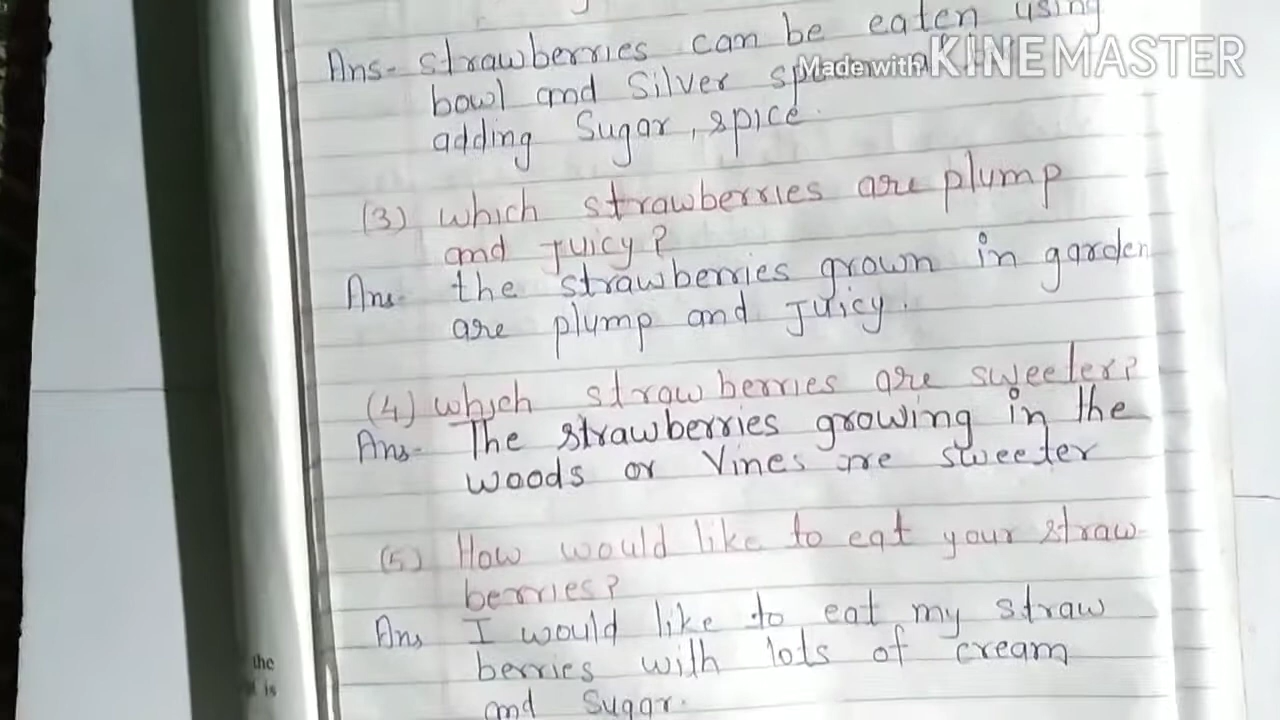 Ans- strawberries can be eaten using
Made with KINEMASTER
bowl and Silver
adding Sugar, spice.
(3) which strawberries are plump
and juicy?
Ans- the strawberries grown in garden
are plump and juicy.
(4) which strawberries are sweeter?
Ans- The strawberries growing in the
woods or Vines are sweeter
(5) How would like to eat your straw-
berries?
Ans I would like to eat my straw
berries with lots of cream
and Sugar.
the
is